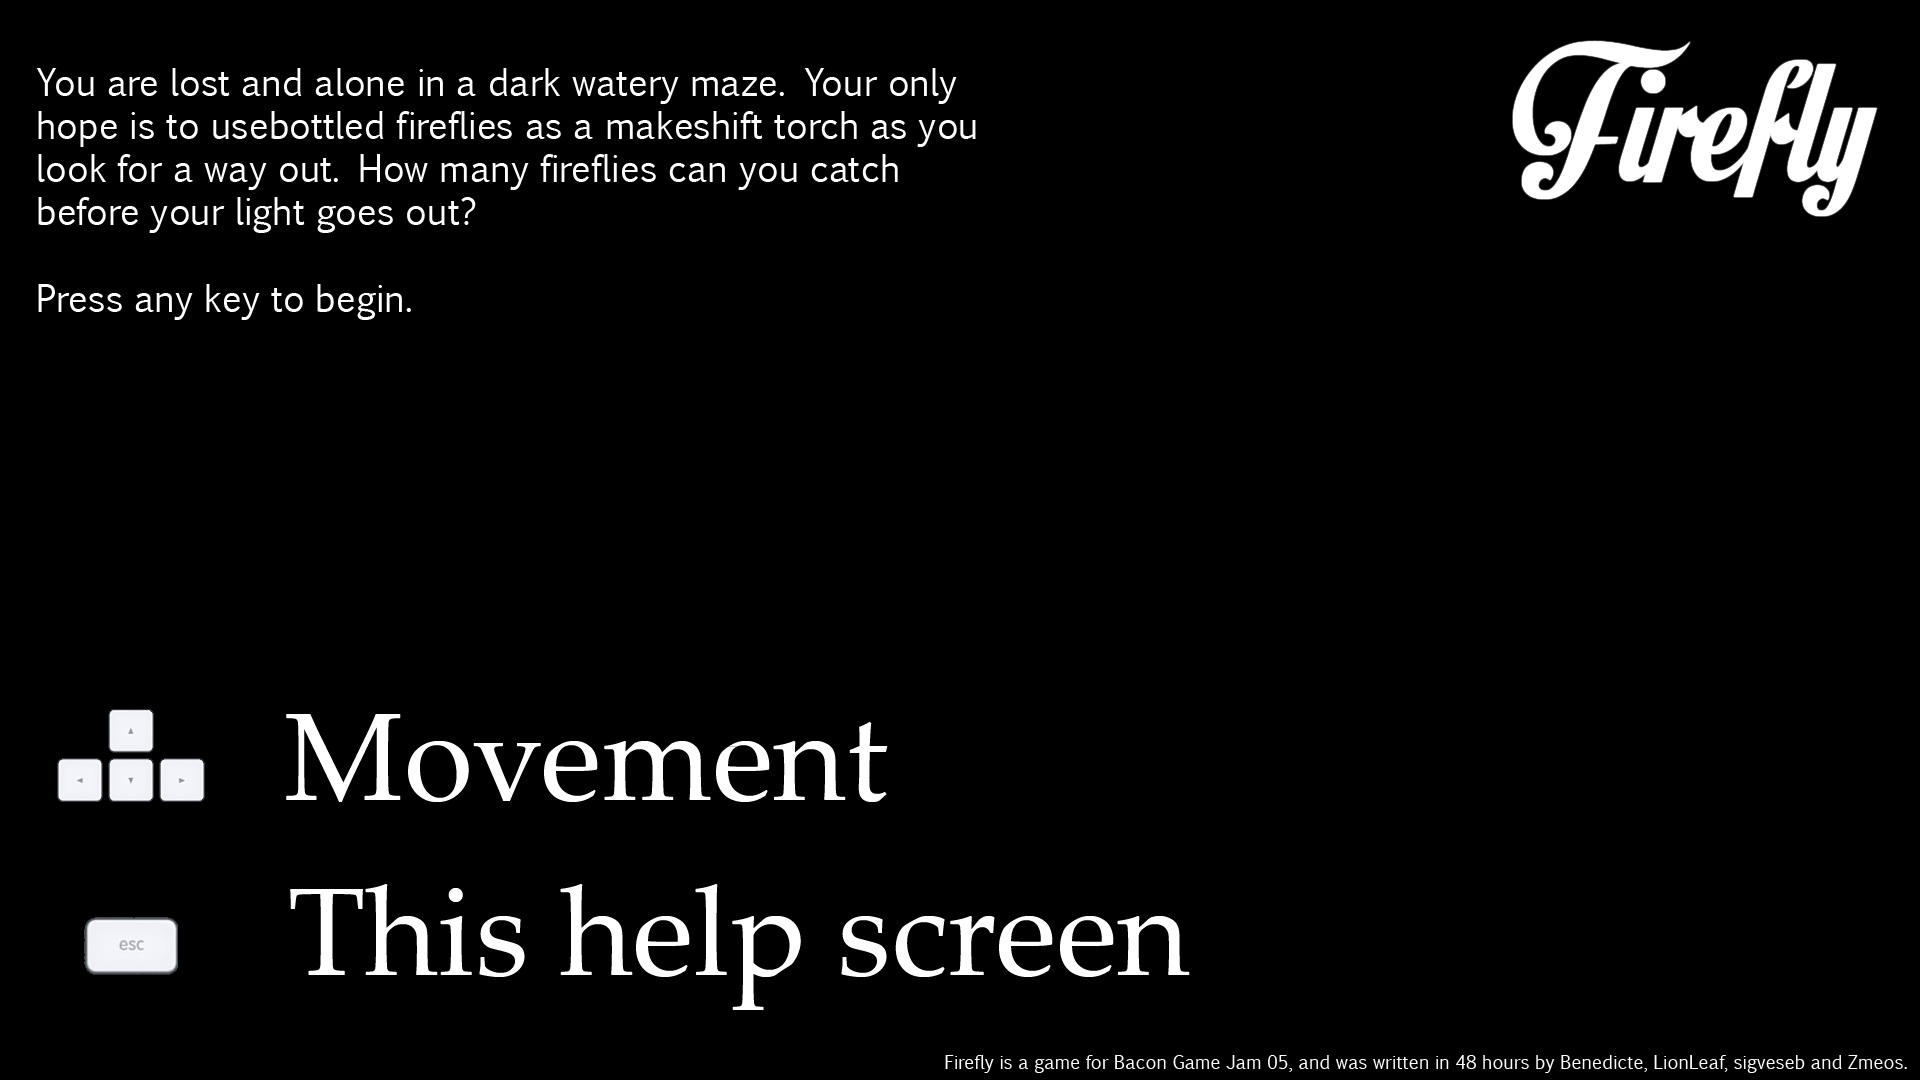 You are lost and alone in a dark watery maze.  Your only
hope is to usebottled fireflies as a makeshift torch as you
look for a way out.  How many fireflies can you catch
before your light goes out?
Press any key to begin.
Firefly
▲
◄ ▼ ►
Movement
esc
This help screen
Firefly is a game for Bacon Game Jam 05, and was written in 48 hours by Benedicte, LionLeaf, sigveseb and Zmeos.